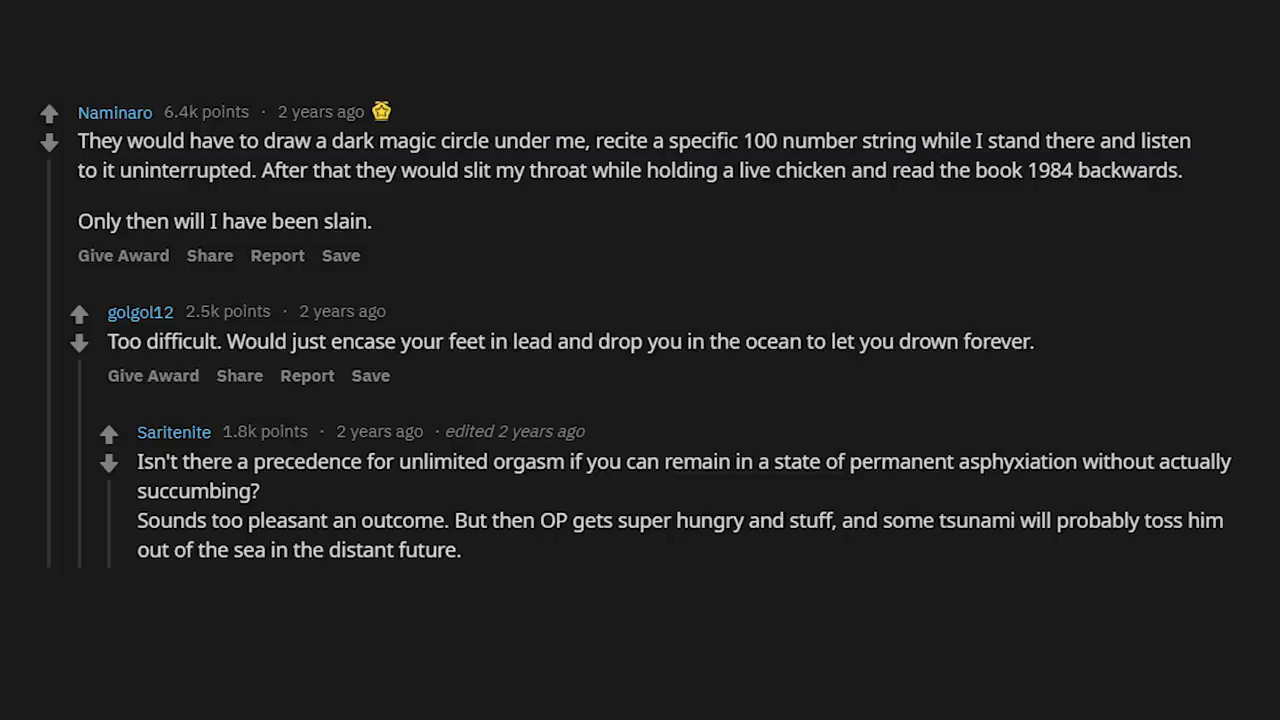 Naminaro 6.4k points · 2 years ago
They would have to draw a dark magic circle under me, recite a specific 100 number string while I stand there and listen
to it uninterrupted. After that they would slit my throat while holding a live chicken and read the book 1984 backwards.
Only then will I have been slain.
Give Award Share Report Save
golgol12 2.5k points · 2 years ago
Too difficult. Would just encase your feet in lead and drop you in the ocean to let you drown forever.
Give Award Share Report Save
Saritenite 1.8k points · 2 years ago · edited 2 years ago
Isn't there a precedence for unlimited orgasm if you can remain in a state of permanent asphyxiation without actually
succumbing?
Sounds too pleasant an outcome. But then OP gets super hungry and stuff, and some tsunami will probably toss him
out of the sea in the distant future.